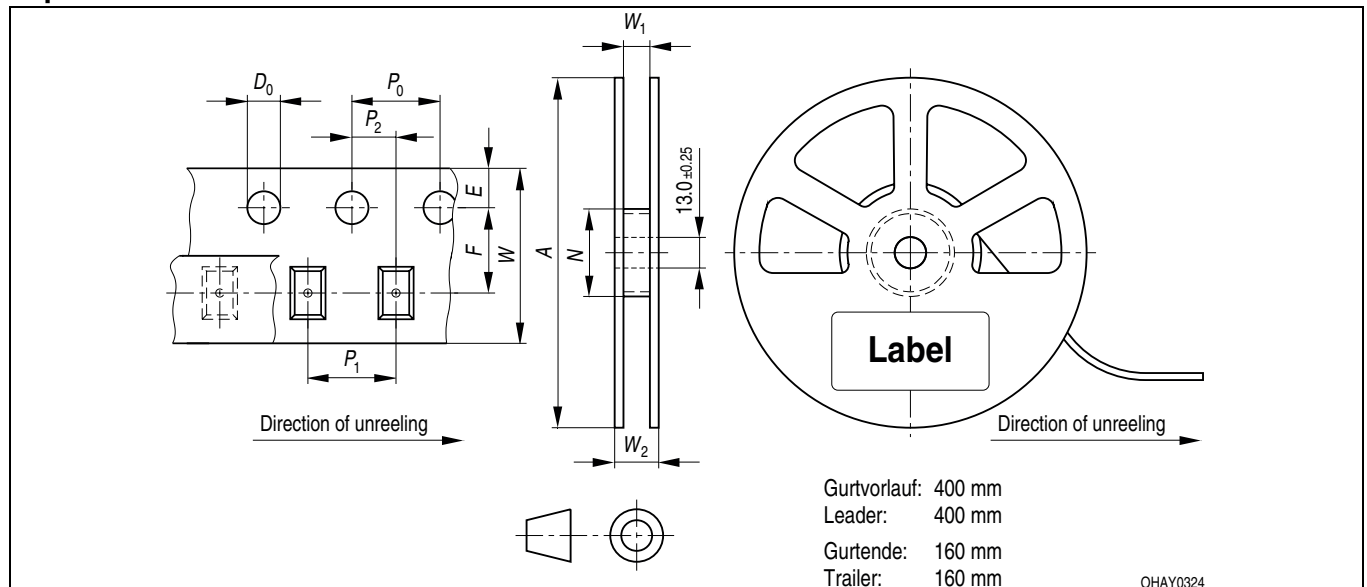 W1
D0
P0
P2
E
F
W
A
N
13.0±0.25
P1
Label
Direction of unreeling
W2
Direction of unreeling
Gurtvorlauf: 400 mm
Leader: 400 mm
Gurtende: 160 mm
Trailer: 160 mm
OHAY0324